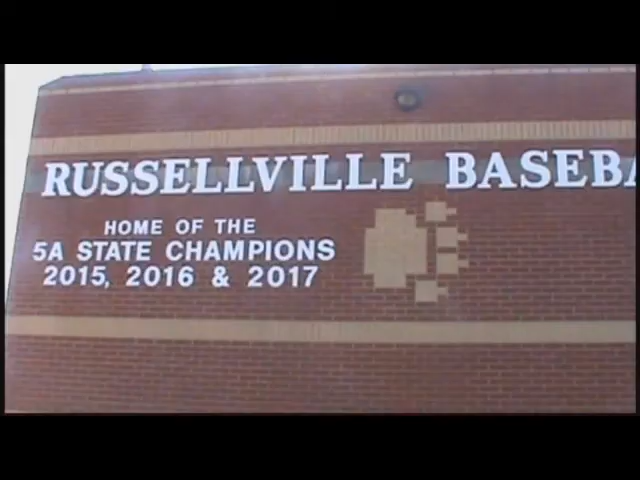 RUSSELLVILLE BASEBA
HOME OF THE
5A STATE CHAMPIONS
2015, 2016 & 2017